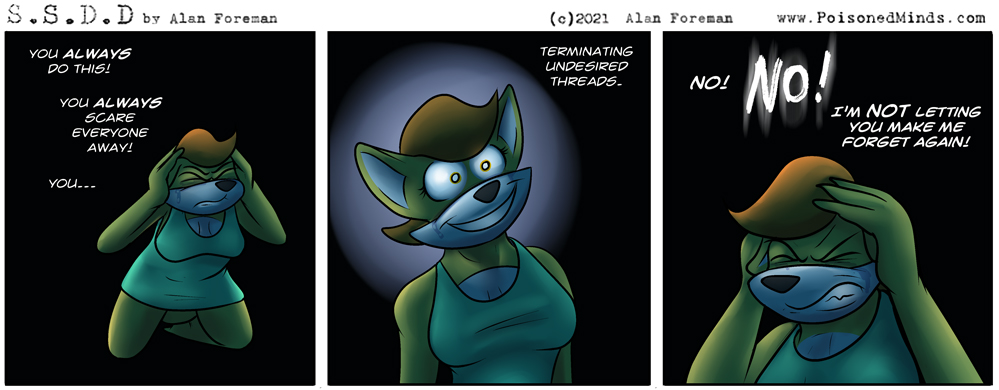 S.S.D.D by Alan Foreman
(c)2021 Alan Foreman
www.PoisonedMinds.com
YOU ALWAYS
DO THIS!
YOU ALWAYS
SCARE
EVERYONE
AWAY!
YOU...
TERMINATING
UNDESIRED
THREADS.
NO! NO!
I'M NOT LETTING
YOU MAKE ME
FORGET AGAIN!